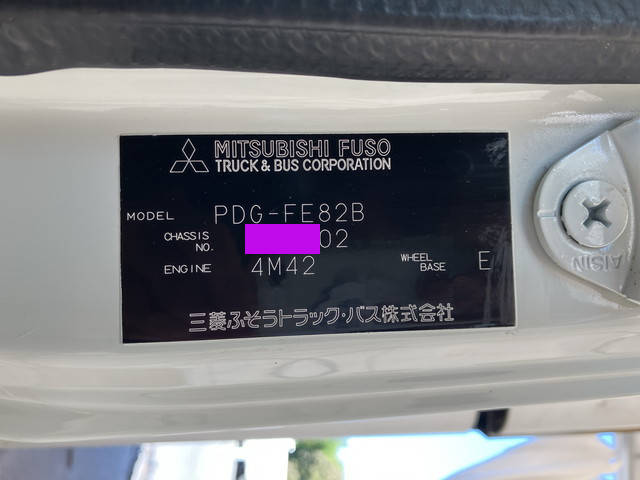 MITSUBISHI FUSO
TRUCK & BUS CORPORATION
MODEL PDG-FE82B
CHASSIS NO. 02
ENGINE 4M42 WHEEL BASE E
三菱ふそうトラック・バス株式会社
AISIN